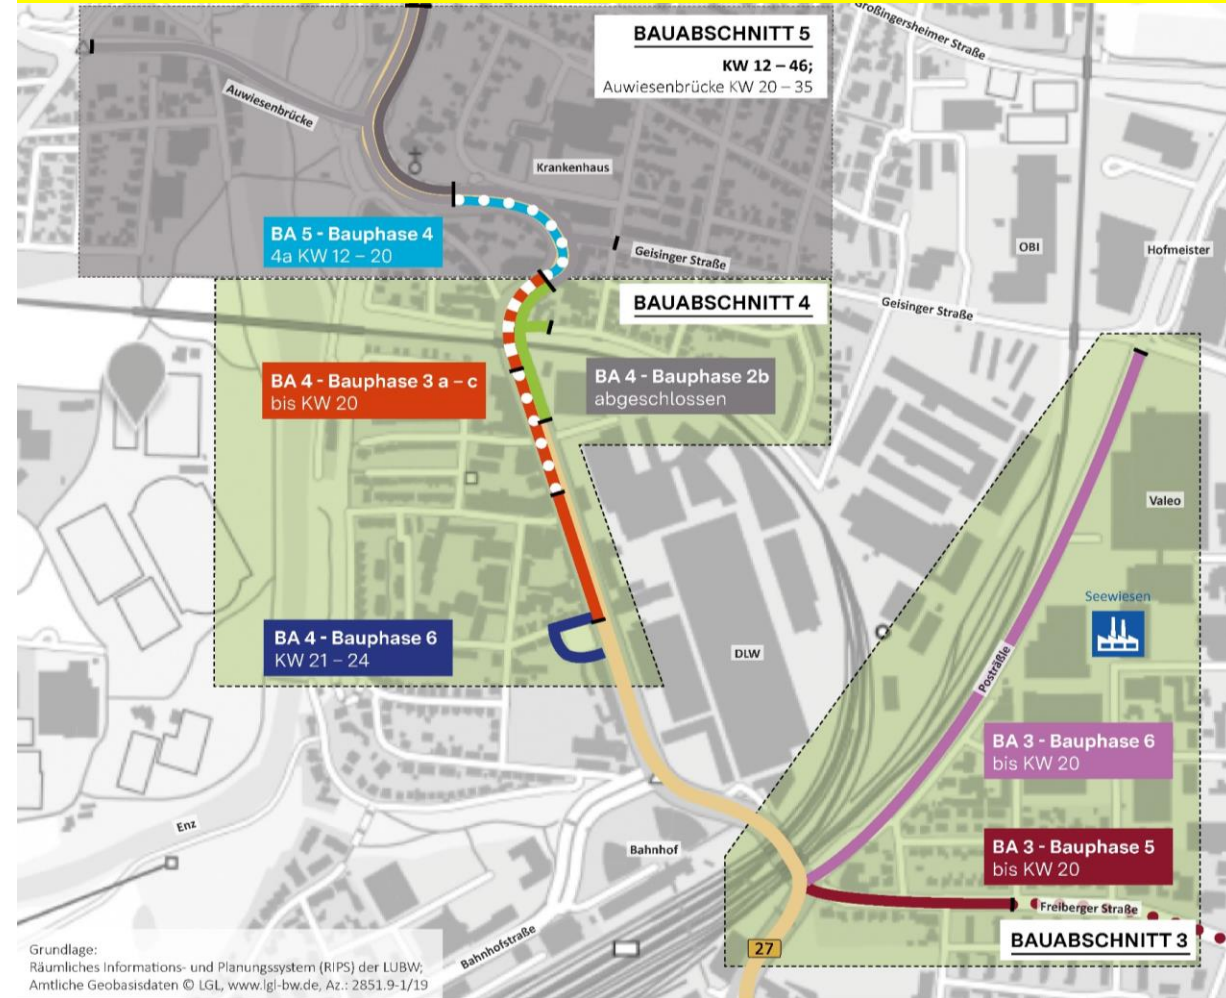 Großingersheimer Straße
BAUABSCHNITT 5
KW 12 – 46;
Auwiesenbrücke KW 20 – 35
Auwiesenbrücke
Krankenhaus
BA 5 - Bauphase 4
4a KW 12 – 20
Geisinger Straße
OBI
Hofmeister
BAUABSCHNITT 4
Geisinger Straße
BA 4 - Bauphase 3 a – c
bis KW 20
BA 4 - Bauphase 2b
abgeschlossen
Valeo
Seewiesen
BA 4 - Bauphase 6
KW 21 – 24
DLW
Posträßle
BA 3 - Bauphase 6
bis KW 20
Enz
Bahnhof
BA 3 - Bauphase 5
bis KW 20
Freiberger Straße
BAUABSCHNITT 3
Bahnhofstraße
27
Grundlage:
Räumliches Informations- und Planungssystem (RIPS) der LUBW;
Amtliche Geobasisdaten © LGL, www.lgl-bw.de, Az.: 2851.9-1/19